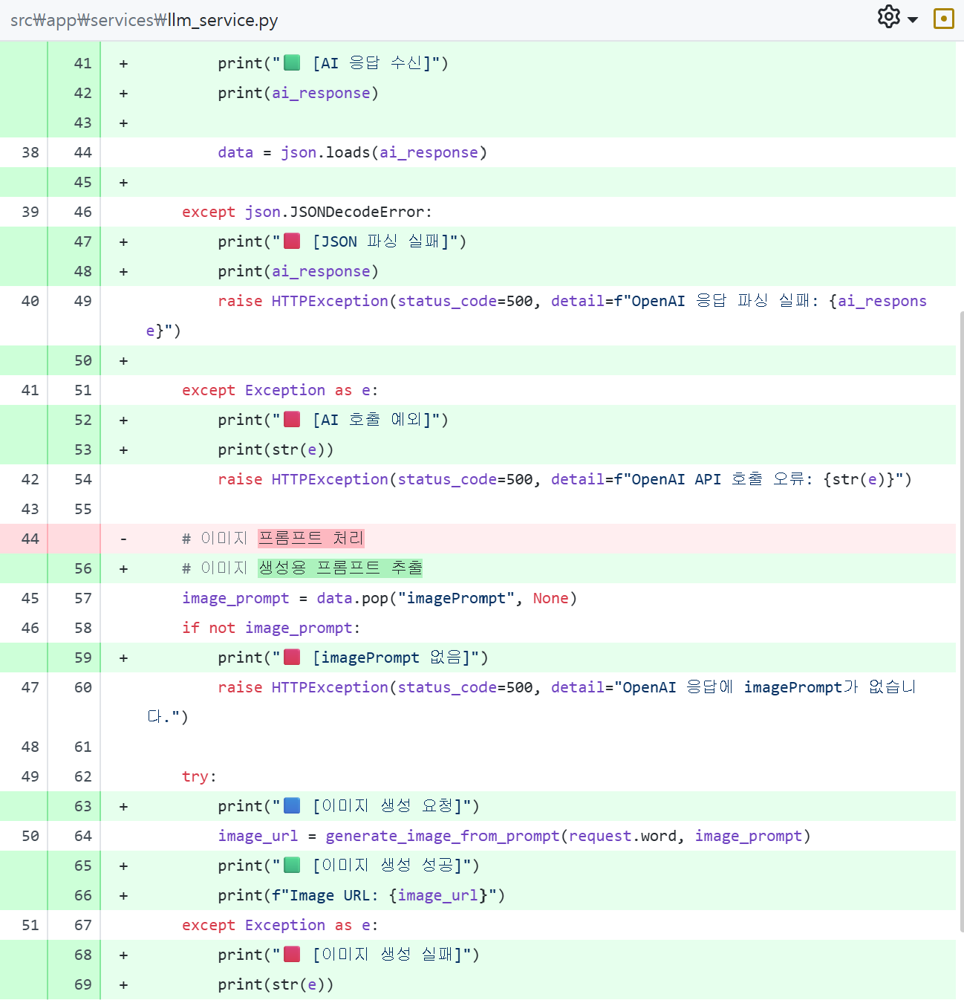 src₩app₩services₩llm_service.py
41 + print("🟩 [AI 응답 수신]")
42 + print(ai_response)
43 +
38 44 data = json.loads(ai_response)
45 +
39 46 except json.JSONDecodeError:
47 + print("🟥 [JSON 파싱 실패]")
48 + print(ai_response)
40 49 raise HTTPException(status_code=500, detail=f"OpenAI 응답 파싱 실패: {ai_respons
e}")
50 +
41 51 except Exception as e:
52 + print("🟥 [AI 호출 예외]")
53 + print(str(e))
42 54 raise HTTPException(status_code=500, detail=f"OpenAI API 호출 오류: {str(e)}")
43 55
44 - # 이미지 프롬프트 처리
56 + # 이미지 생성용 프롬프트 추출
45 57 image_prompt = data.pop("imagePrompt", None)
46 58 if not image_prompt:
59 + print("🟥 [imagePrompt 없음]")
47 60 raise HTTPException(status_code=500, detail="OpenAI 응답에 imagePrompt가 없습니
다.")
48 61
49 62 try:
63 + print("🟦 [이미지 생성 요청]")
50 64 image_url = generate_image_from_prompt(request.word, image_prompt)
65 + print("🟩 [이미지 생성 성공]")
66 + print(f"Image URL: {image_url}")
51 67 except Exception as e:
68 + print("🟥 [이미지 생성 실패]")
69 + print(str(e))